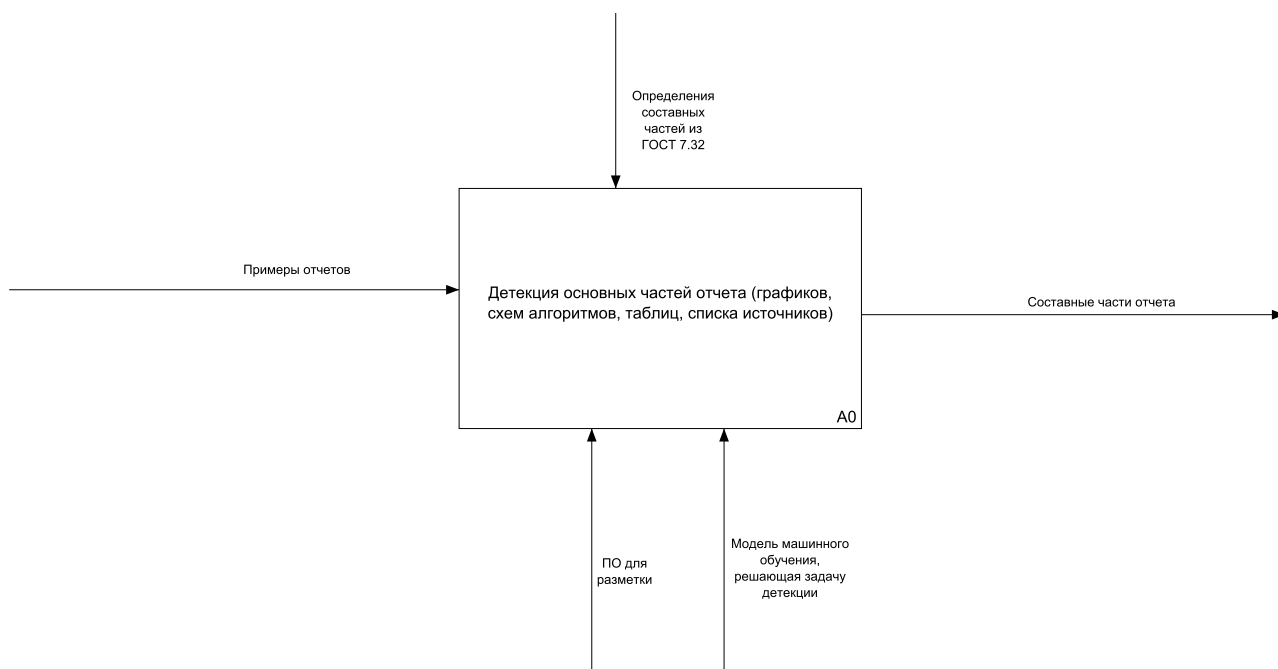 Определения
составных
частей из
ГОСТ 7.32
Примеры отчетов
Детекция основных частей отчета (графиков,
схем алгоритмов, таблиц, списка источников)
Составные части отчета
A0
ПО для
разметки
Модель машинного
обучения,
решающая задачу
детекции